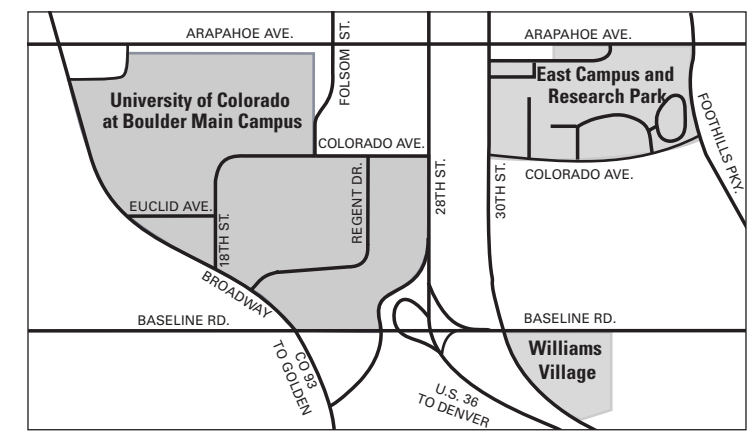 ARAPAHOE AVE.
FOLSOM ST.
ARAPAHOE AVE.
University of Colorado
at Boulder Main Campus
East Campus and
Research Park
FOOTHILLS PKY.
COLORADO AVE.
COLORADO AVE.
EUCLID AVE.
18TH ST.
REGENT DR.
28TH ST.
30TH ST.
BROADWAY
BASELINE RD.
BASELINE RD.
CO 93
TO GOLDEN
U.S. 36
TO DENVER
Williams
Village